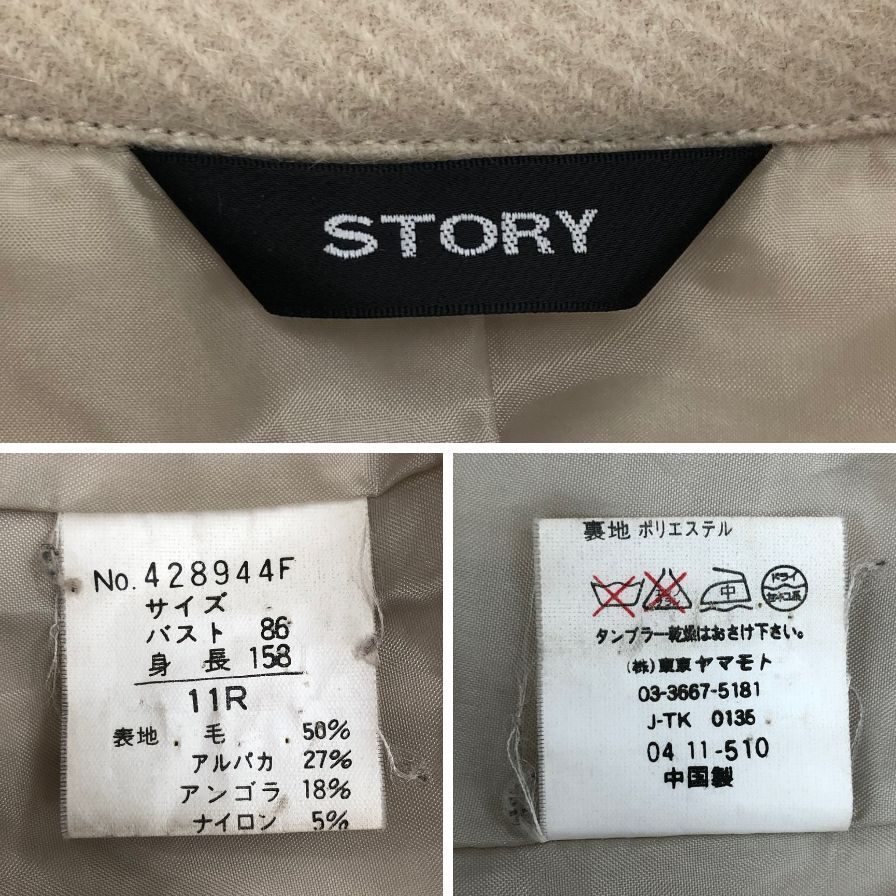 STORY
No.428944F
サイズ
バスト 86
身長 158
11R
表地 毛 50%
アルパカ 27%
アンゴラ 18%
ナイロン 5%
裏地 ポリエステル
中 ドライ
タンブラー乾燥はおさけ下さい。
(株)東京ヤマモト
03-3667-5181
J-TK 0135
04 11-510
中国製